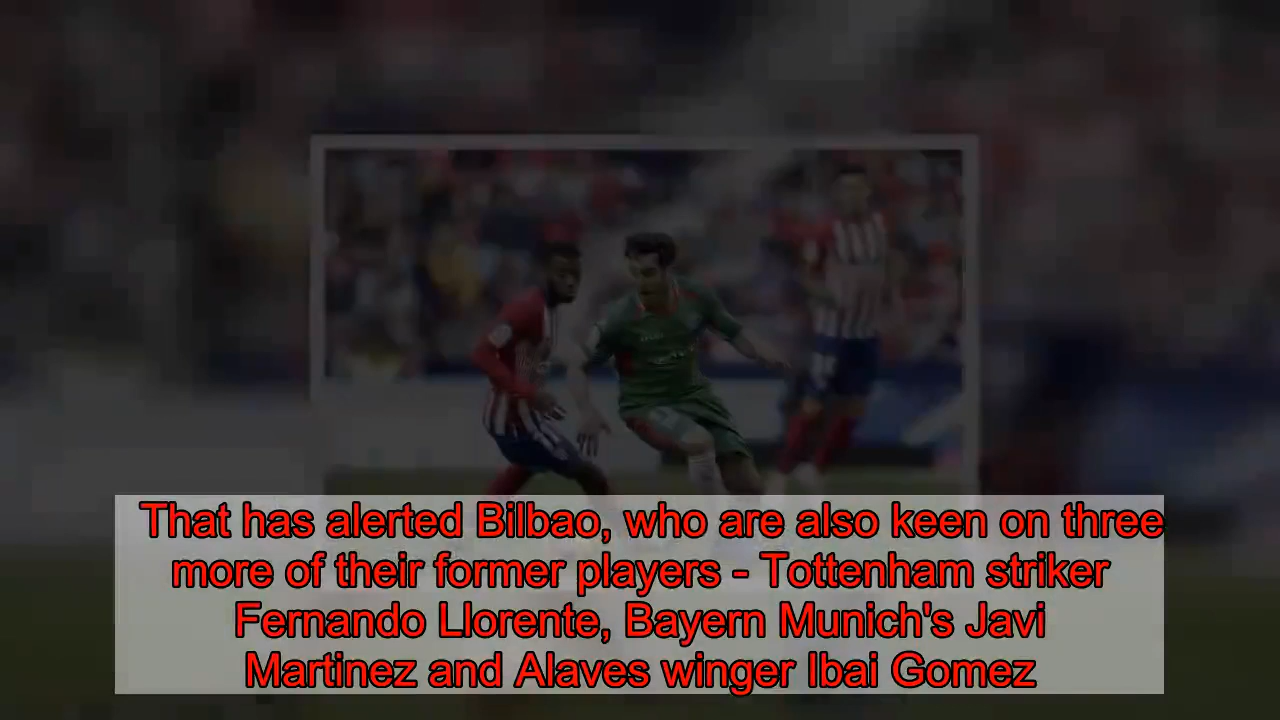 That has alerted Bilbao, who are also keen on three
more of their former players - Tottenham striker
Fernando Llorente, Bayern Munich's Javi
Martinez and Alaves winger Ibai Gomez